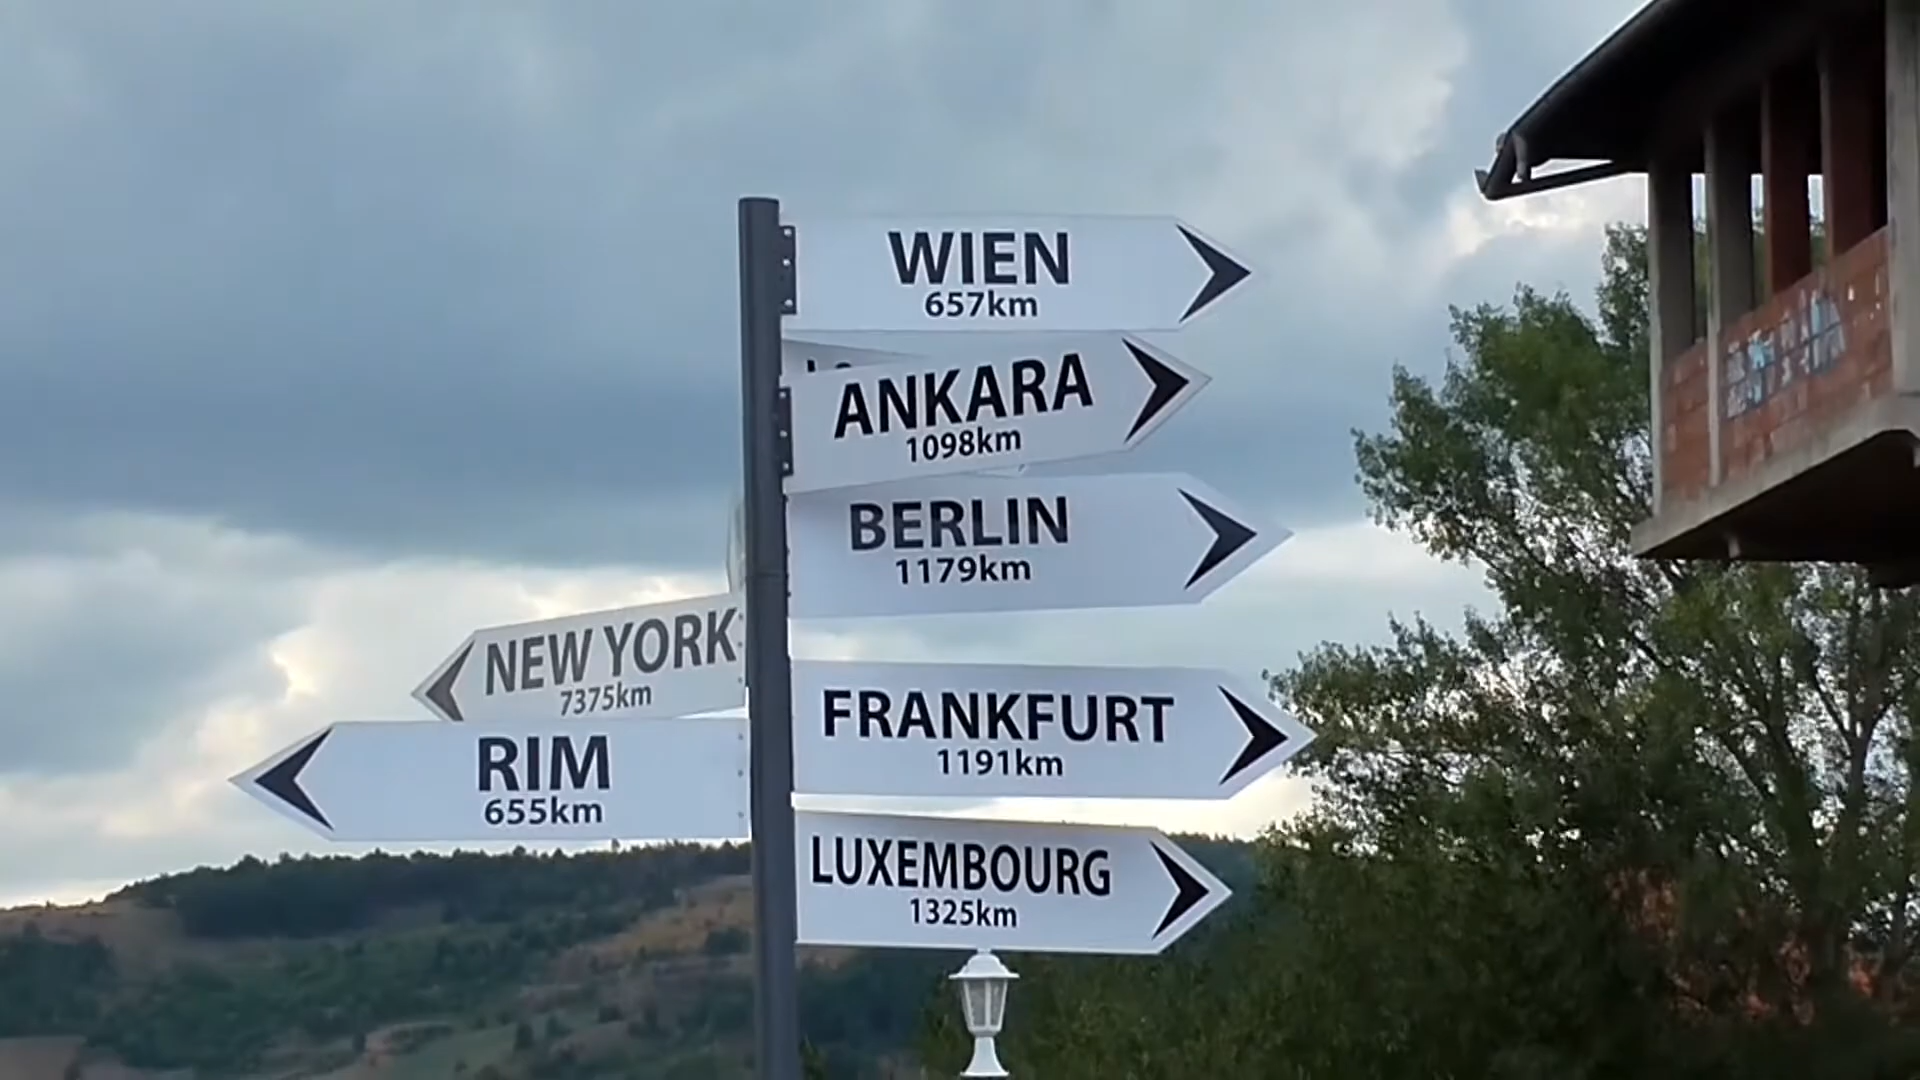 WIEN
657km
ANKARA
1098km
BERLIN
1179km
NEW YORK
7375km
RIM
655km
FRANKFURT
1191km
LUXEMBOURG
1325km